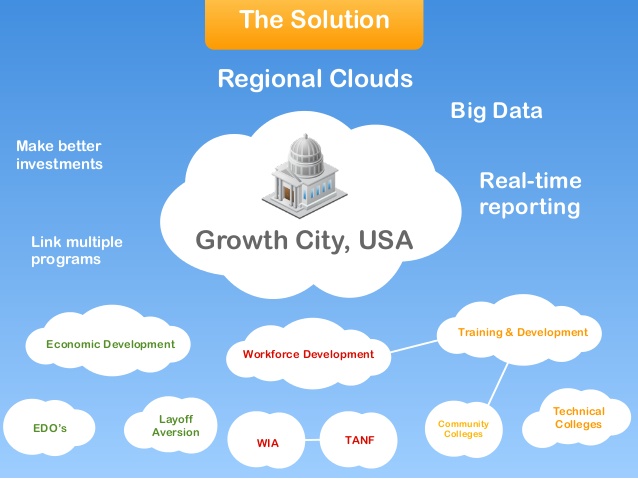 The Solution
Regional Clouds
Big Data
Make better
investments
Real-time
reporting
Growth City, USA
Link multiple
programs
Economic Development
Workforce Development
Training & Development
EDO's
Layoff
Aversion
WIA
TANF
Community
Colleges
Technical
Colleges